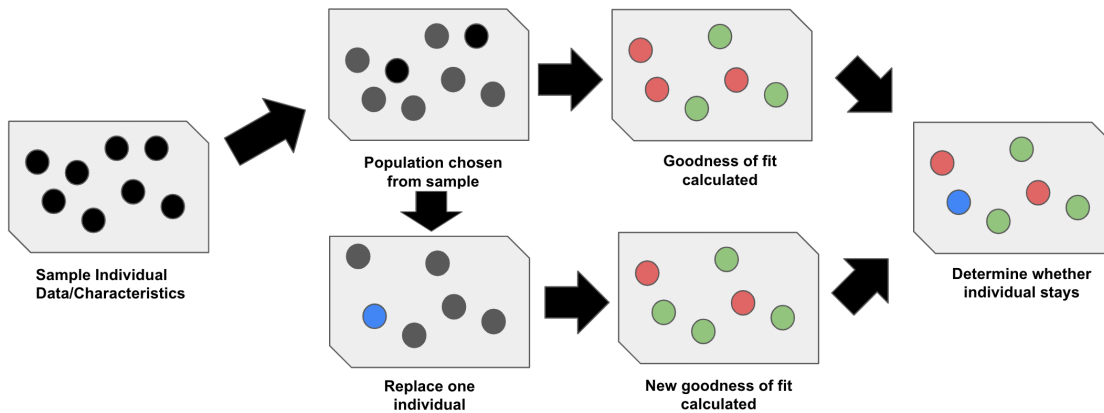 Sample Individual
Data/Characteristics
Population chosen
from sample
Goodness of fit
calculated
Replace one
individual
New goodness of fit
calculated
Determine whether
individual stays